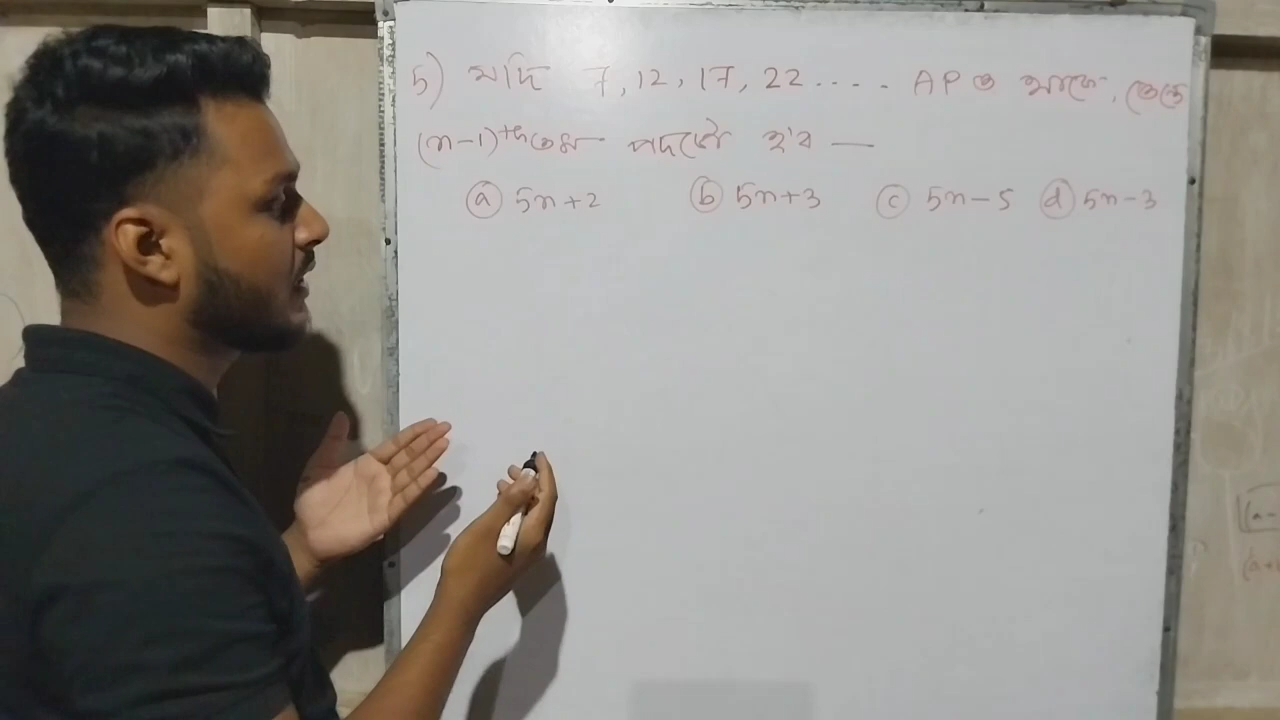 5) যদি 7, 12, 17, 22.... AP ত আছে, তেন্তে
(n-1)th তম পদটো হ'ব —
ⓐ 5n+2 ⓑ 5n+3 ⓒ 5n-5 ⓓ 5n-3
(a-
(a+